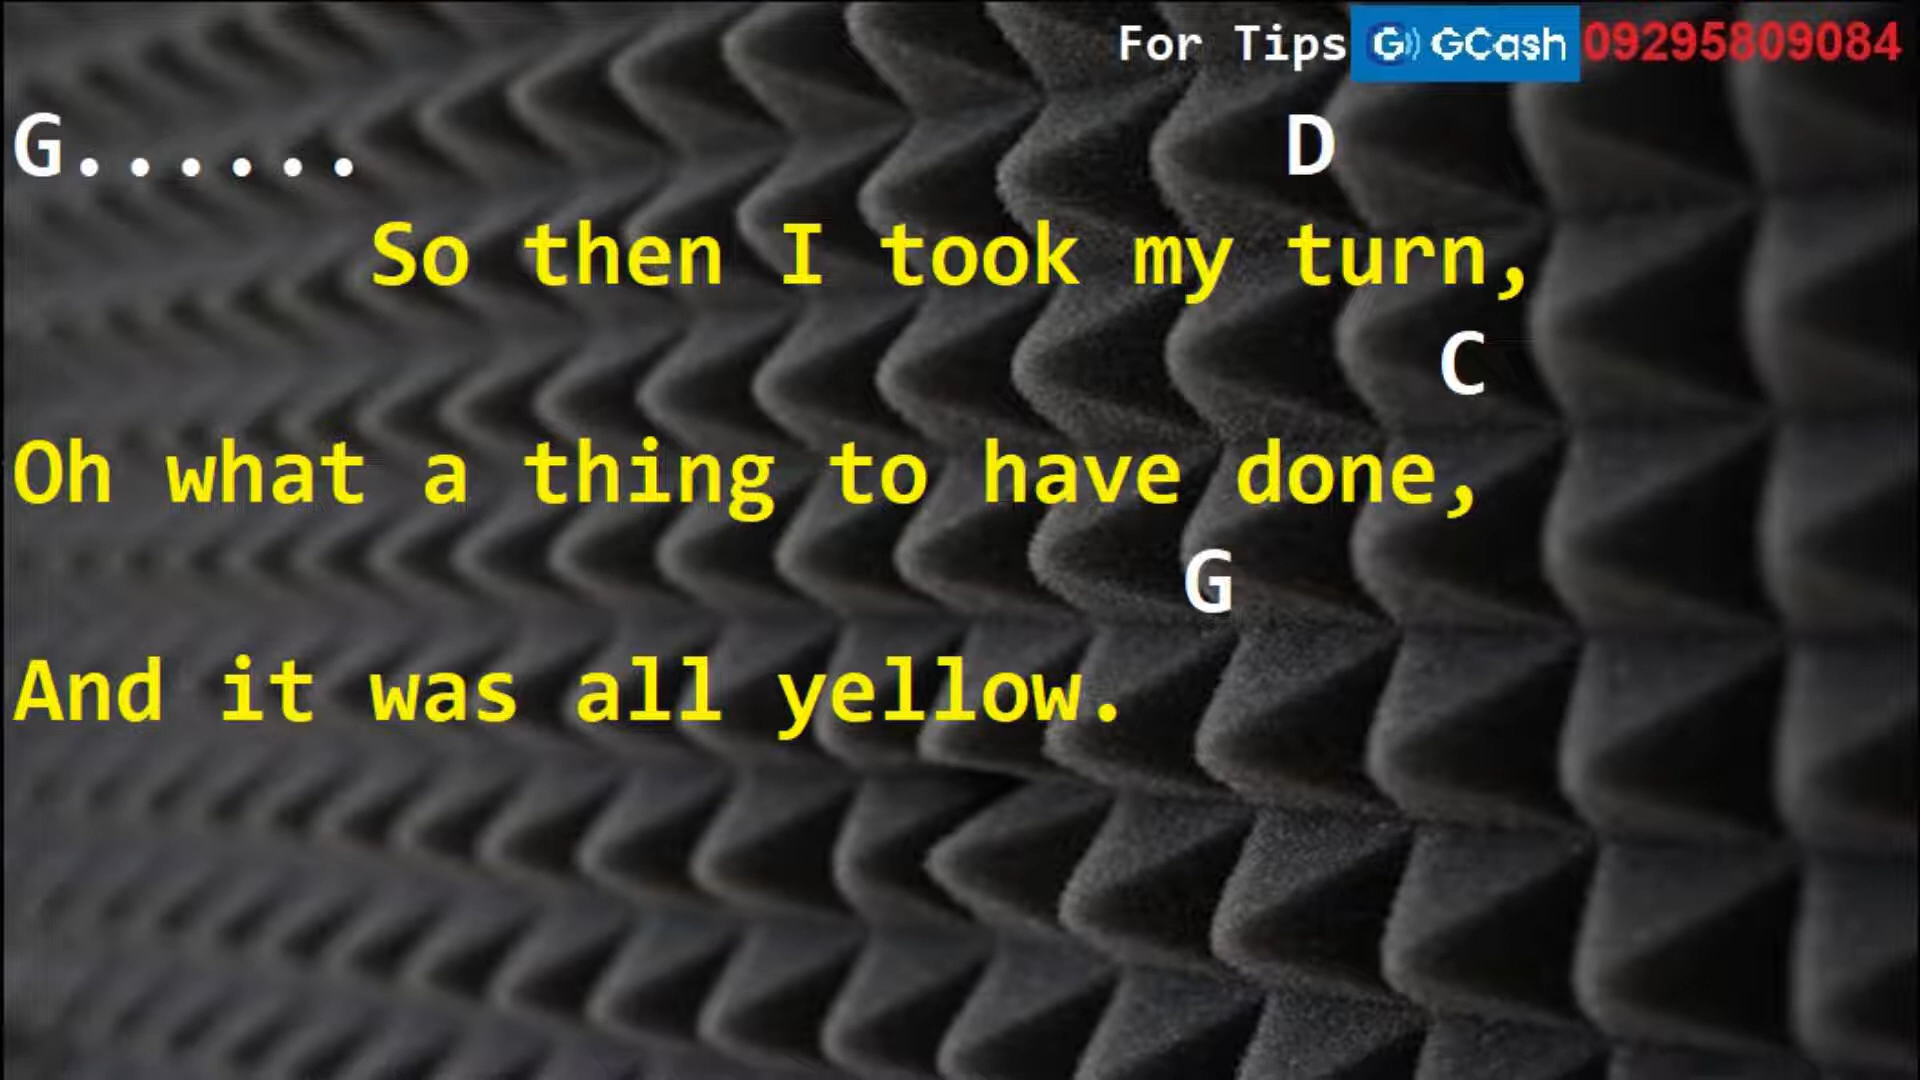 For Tips GCash 09295809084
G...... D
So then I took my turn,
C
Oh what a thing to have done,
G
And it was all yellow.